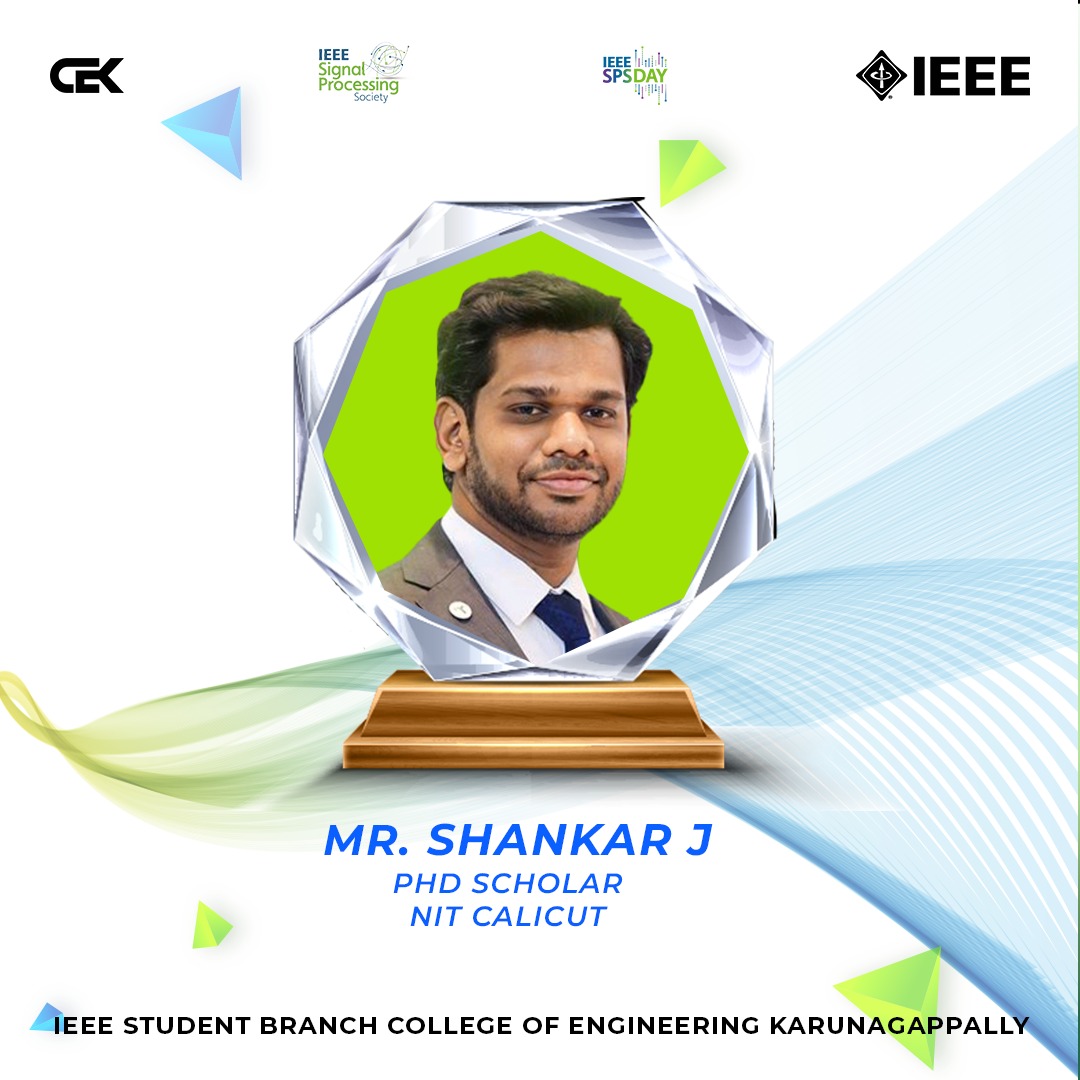 CEK
IEEE
Signal
Processing
Society
IEEE
SPSDAY
IEEE
MR. SHANKAR J
PHD SCHOLAR
NIT CALICUT
IEEE STUDENT BRANCH COLLEGE OF ENGINEERING KARUNAGAPPALLY